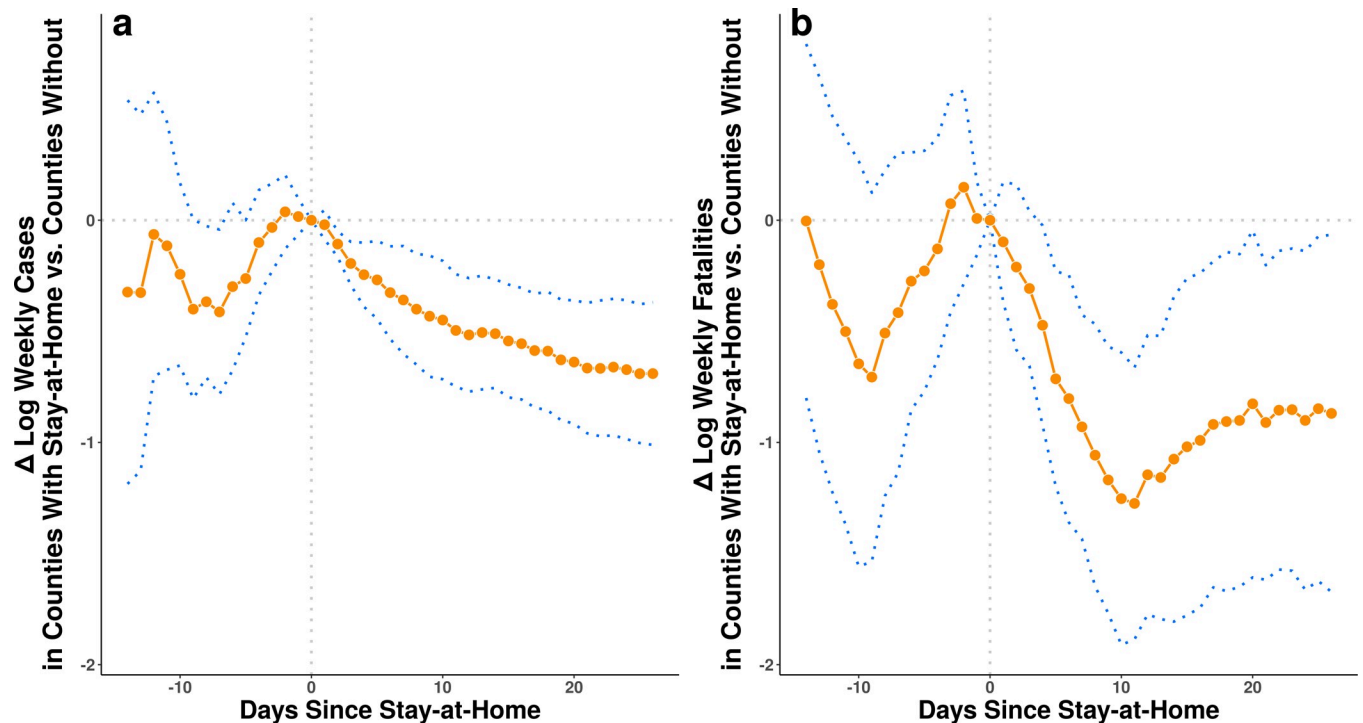 a
Δ Log Weekly Cases
in Counties With Stay-at-Home vs. Counties Without
0
-1
-2
-10
0
10
20
Days Since Stay-at-Home
b
Δ Log Weekly Fatalities
in Counties With Stay-at-Home vs. Counties Without
0
-1
-2
-10
0
10
20
Days Since Stay-at-Home